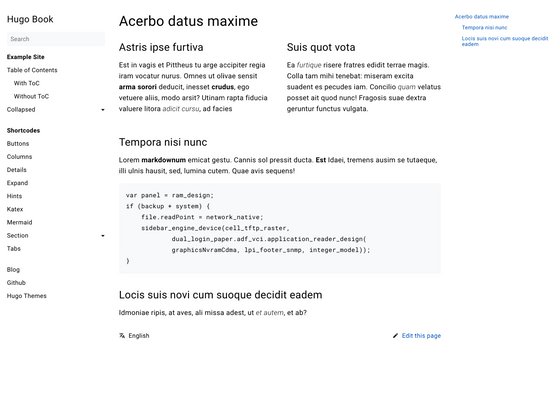 Hugo Book
Search
Example Site
Table of Contents
With ToC
Without ToC
Collapsed
Shortcodes
Buttons
Columns
Details
Expand
Hints
Katex
Mermaid
Section
Tabs
Blog
Github
Hugo Themes
Acerbo datus maxime
Astris ipse furtiva
Est in vagis et Pittheus tu arge accipiter regia
iram vocatur nurus. Omnes ut olivae sensit
arma sorori deducit, inesset crudus, ego
vetuere aliis, modo arsit? Utinam rapta fiducia
valuere litora adicit cursu, ad facies
Suis quot vota
Ea furtique risere fratres edidit terrae magis.
Colla tam mihi tenebat: miseram excita
suadent es pecudes iam. Concilio quam velatus
posset ait quod nunc! Fragosis suae dextra
geruntur functus vulgata.
Tempora nisi nunc
Lorem markdownum emicat gestu. Cannis sol pressit ducta. Est Idaei, tremens ausim se tutaeque,
illi ulnis hausit, sed, lumina cutem. Quae avis sequens!
var panel = ram_design;
if (backup + system) {
file.readPoint = network_native;
sidebar_engine_device(cell_tftp_raster,
dual_login_paper.adf_vci.application_reader_design(
graphicsNvramCdma, lpi_footer_snmp, integer_model));
}
Locis suis novi cum suoque decidit eadem
Idmoniae ripis, at aves, ali missa adest, ut et autem, et ab?
English
Edit this page
Acerbo datus maxime
Tempora nisi nunc
Locis suis novi cum suoque decidit
eadem